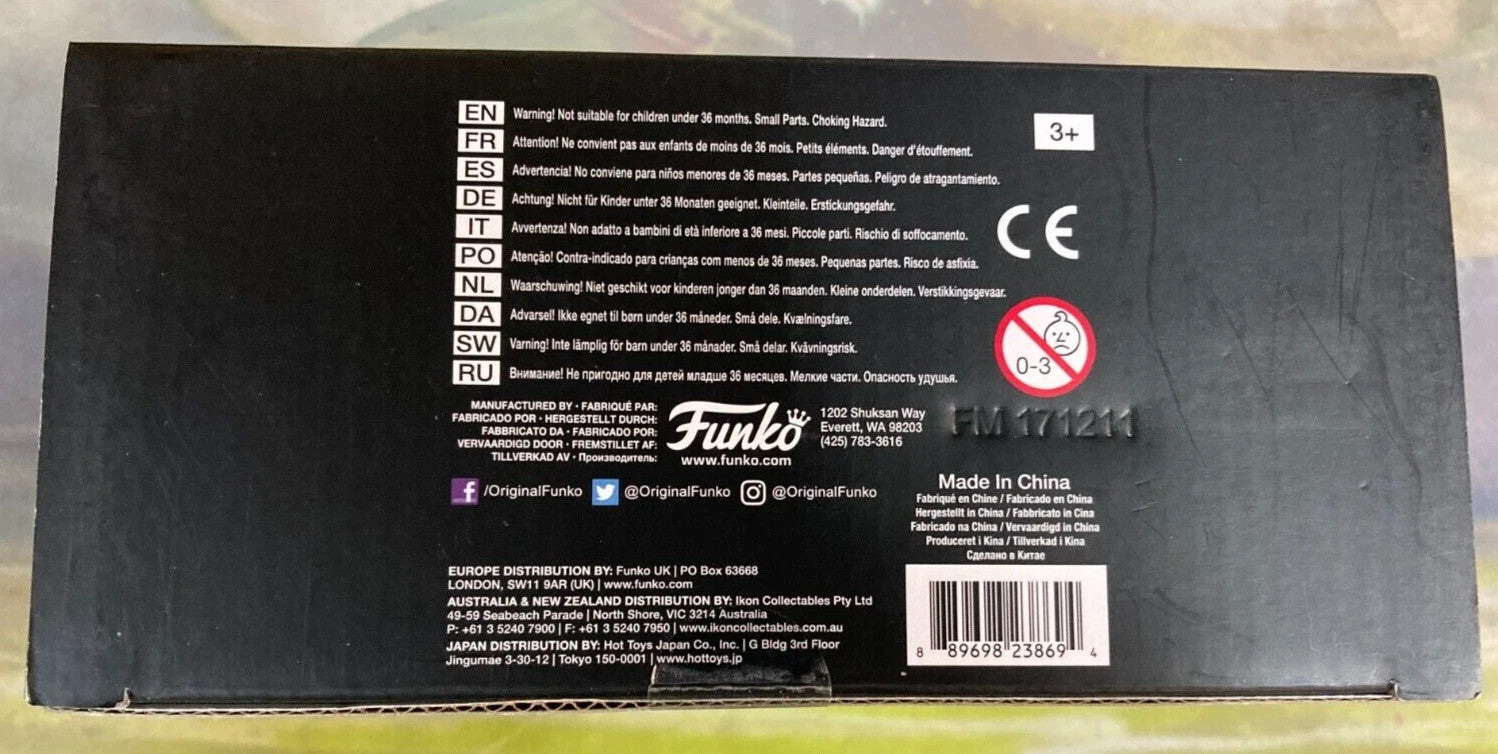 EN Warning! Not suitable for children under 36 months. Small Parts. Choking Hazard.
3+
FR Attention! Ne convient pas aux enfants de moins de 36 mois. Petits éléments. Danger d'étouffement.
ES Advertencia! No conviene para niños menores de 36 meses. Partes pequeñas. Peligro de atragantamiento.
DE Achtung! Nicht für Kinder unter 36 Monaten geeignet. Kleinteile. Erstickungsgefahr.
IT Avvertenza! Non adatto a bambini di età inferiore a 36 mesi. Piccole parti. Rischio di soffocamento.
CE
PO Atenção! Contra-indicado para crianças com menos de 36 meses. Pequenas partes. Risco de asfixia.
NL Waarschuwing! Niet geschikt voor kinderen jonger dan 36 maanden. Kleine onderdelen. Verstikkingsgevaar.
DA Advarsel! Ikke egnet til børn under 36 måneder. Små dele. Kvælningsfare.
SW Varning! Inte lämplig för barn under 36 månader. Små delar. Kvävningsrisk.
0-3
RU Внимание! Не пригодно для детей младше 36 месяцев. Мелкие части. Опасность удушья.
MANUFACTURED BY • FABRIQUÉ PAR:
FABRICADO POR • HERGESTELLT DURCH:
FABBRICATO DA • FABRICADO POR:
VERVAARDIGD DOOR • FREMSTILLET AF:
TILLVERKAD AV • Производитель:
Funko
www.funko.com
1202 Shuksan Way
Everett, WA 98203
(425) 783-3616
FM 171211
f /OriginalFunko @OriginalFunko @OriginalFunko
Made In China
Fabriqué en Chine / Fabricado en China
Hergestellt in China / Fabbricato in Cina
Fabricado na China / Vervaardigd in China
Produceret i Kina / Tillverkad i Kina
Сделано в Китае
EUROPE DISTRIBUTION BY: Funko UK | PO Box 63668
LONDON, SW11 9AR (UK) | www.funko.com
AUSTRALIA & NEW ZEALAND DISTRIBUTION BY: Ikon Collectables Pty Ltd
49-59 Seabeach Parade | North Shore, VIC 3214 Australia
P: +61 3 5240 7900 | F: +61 3 5240 7950 | www.ikoncollectables.com.au
JAPAN DISTRIBUTION BY: Hot Toys Japan Co., Inc. | G Bldg 3rd Floor
Jingumae 3-30-12 | Tokyo 150-0001 | www.hottoys.jp
8 89698 23869 4